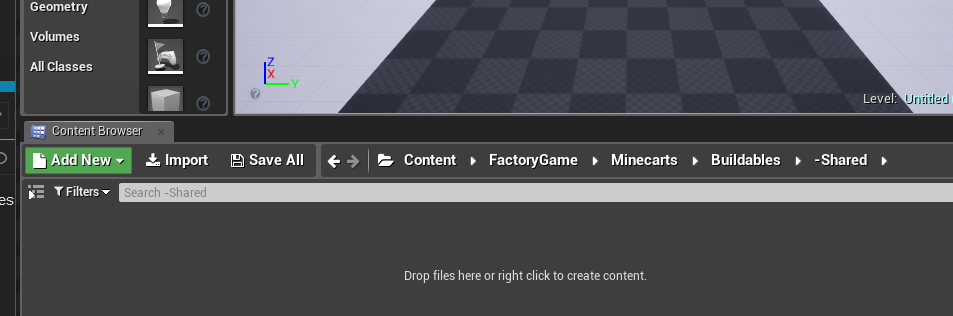 Geometry
Volumes
All Classes
Z
X
Y
Level: Untitled
Content Browser
Add New Import Save All Content FactoryGame Minecarts Buildables -Shared
es
Filters Search -Shared
Drop files here or right click to create content.